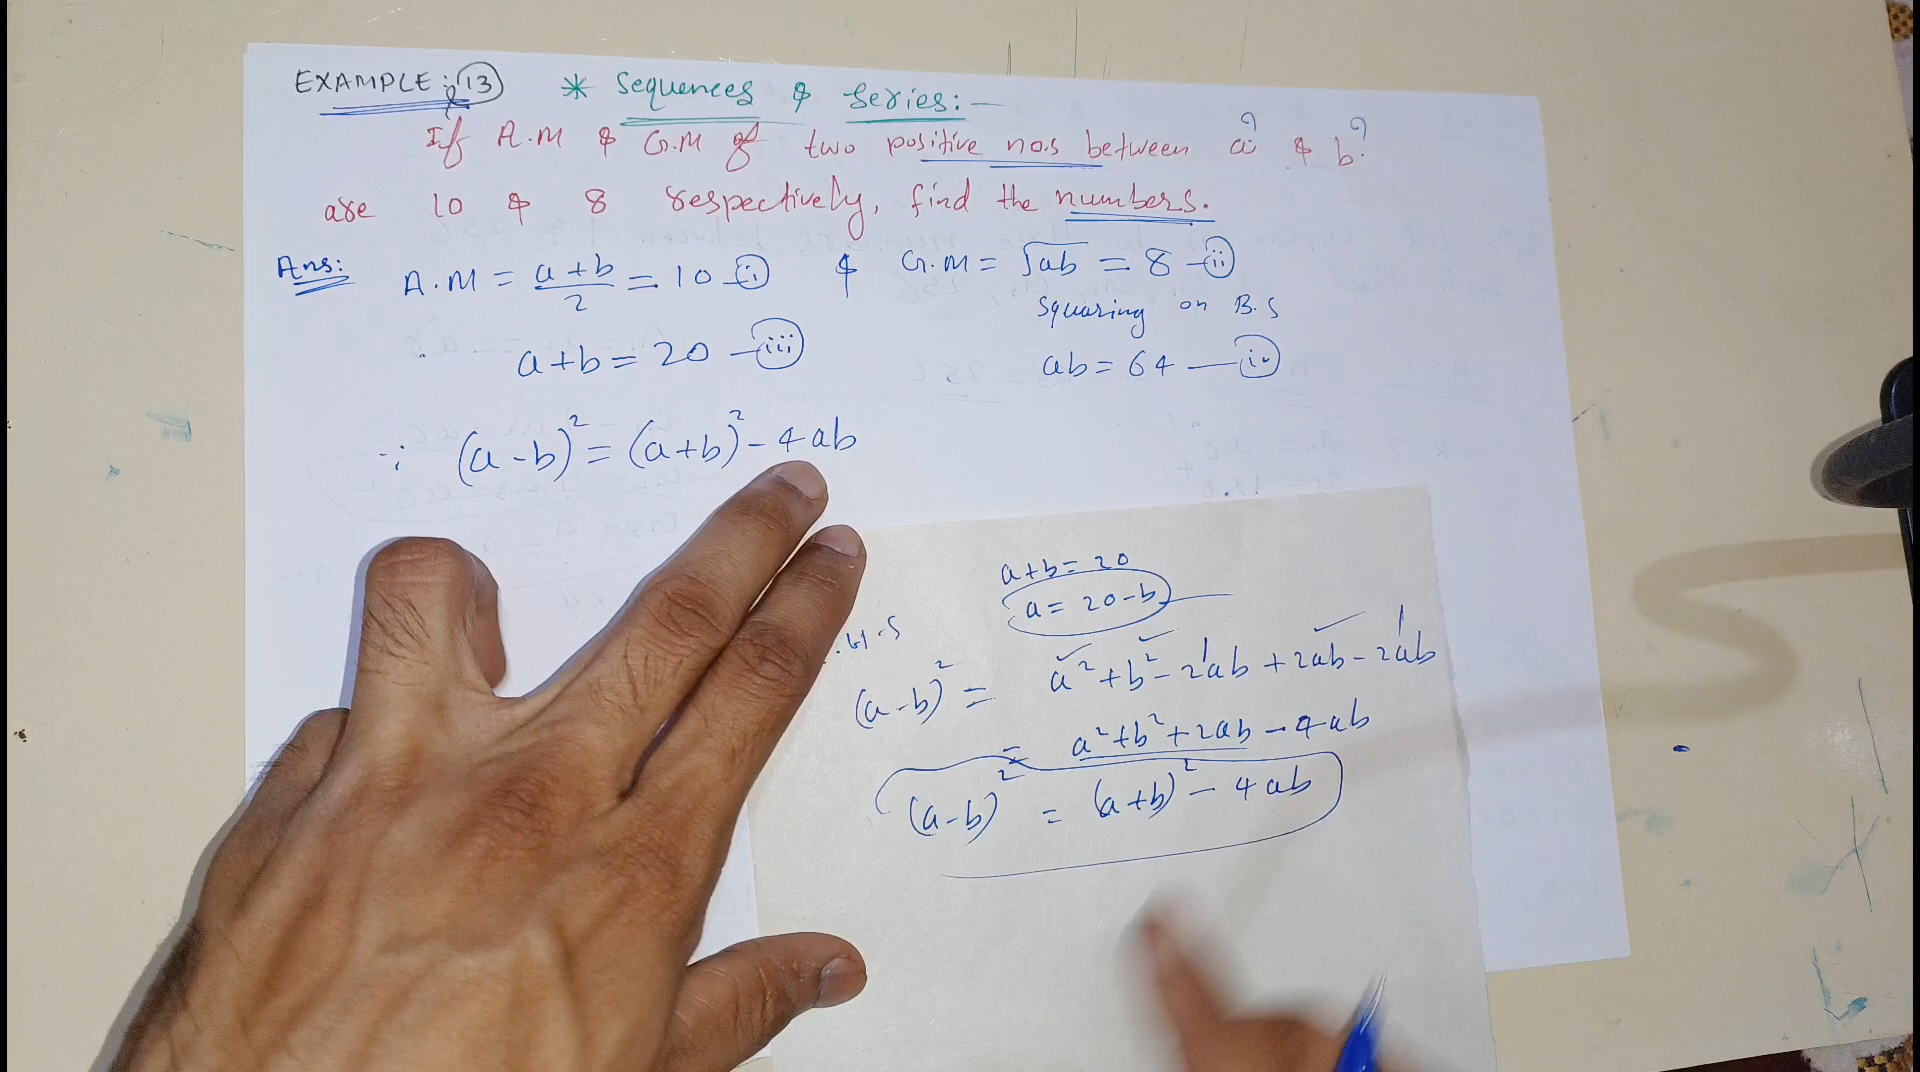 EXAMPLE: 13 * Sequences & Series:-
If A.M & G.M of two positive nos between a? & b?
are 10 & 8 respectively, find the numbers.
Ans: A.M = a+b/2 = 10 -(i) & G.M = √ab = 8 -(ii)
Squaring on B.S
a+b = 20 -(iii) ab = 64 -(iv)
∵ (a-b)² = (a+b)² - 4ab
a+b = 20
a = 20-b
.H.S
(a-b)² = a²+b²-2ab+2ab-2ab
= a²+b²+2ab-4ab
(a-b)² = (a+b)² - 4ab